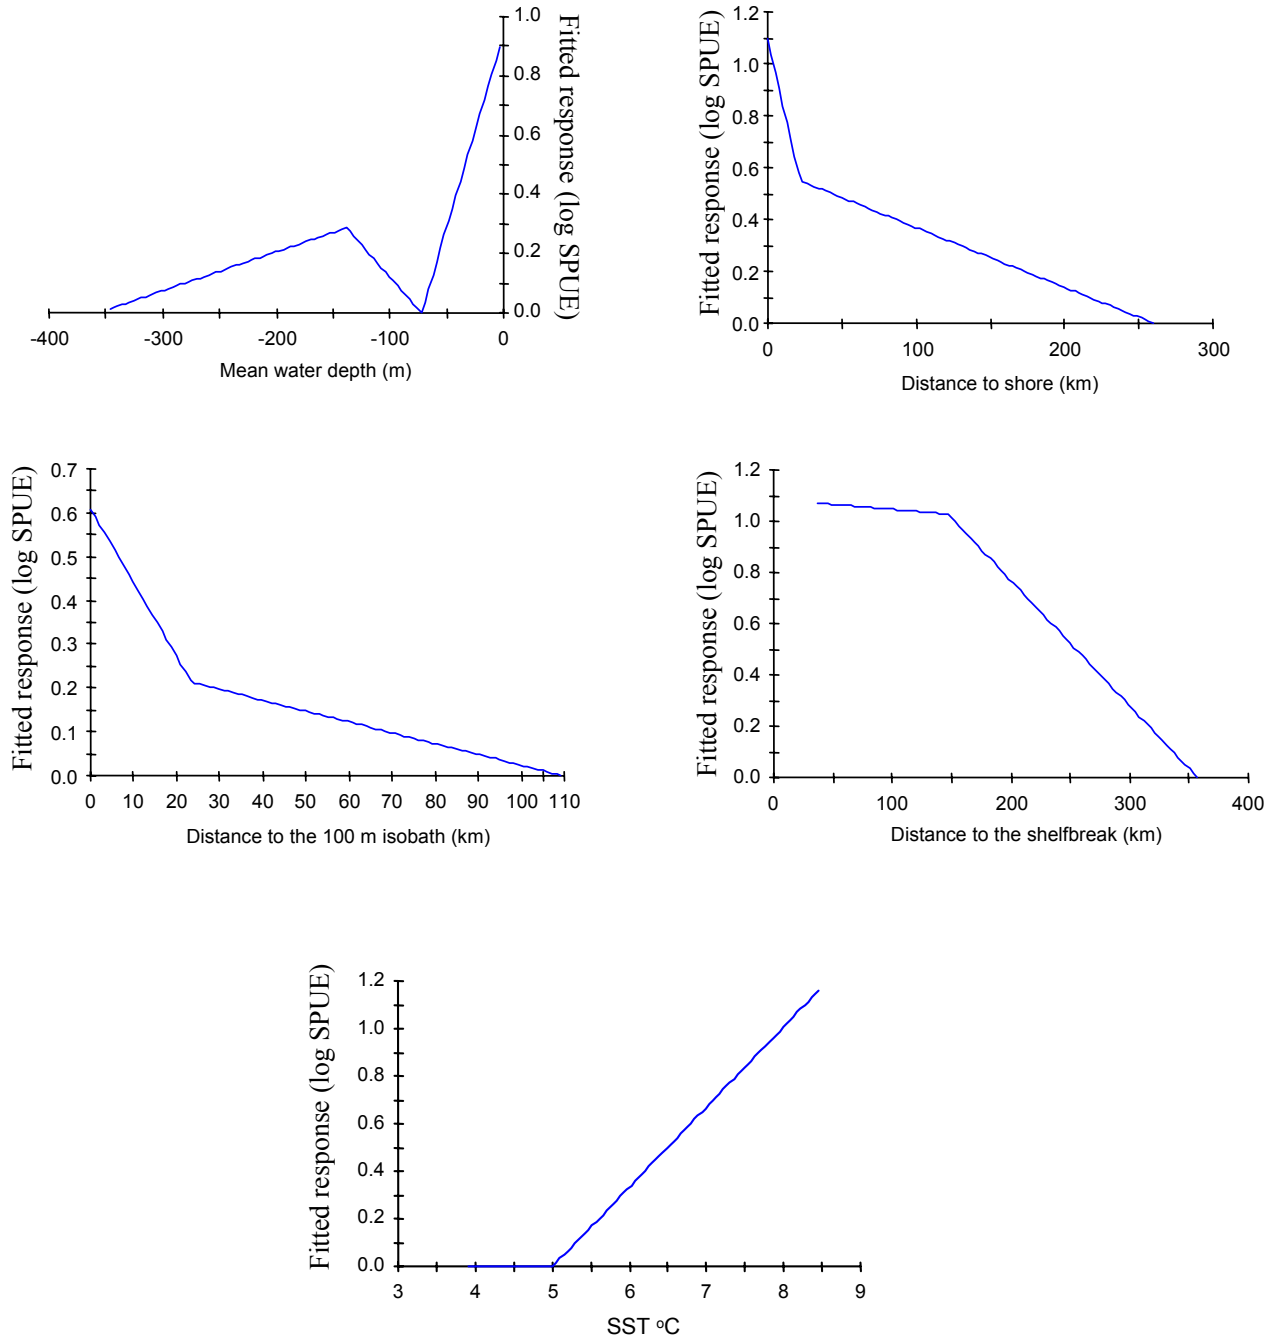 1.0
0.8
0.6
0.4
0.2
0.0
Fitted response (log SPUE)
-400 -300 -200 -100 0
Mean water depth (m)
Fitted response (log SPUE)
1.2
1.0
0.8
0.6
0.4
0.2
0.0
0 100 200 300
Distance to shore (km)
Fitted response (log SPUE)
0.7
0.6
0.5
0.4
0.3
0.2
0.1
0.0
0 10 20 30 40 50 60 70 80 90 100 110
Distance to the 100 m isobath (km)
Fitted response (log SPUE)
1.2
1.0
0.8
0.6
0.4
0.2
0.0
0 100 200 300 400
Distance to the shelfbreak (km)
Fitted response (log SPUE)
1.2
1.0
0.8
0.6
0.4
0.2
0.0
3 4 5 6 7 8 9
SST ºC